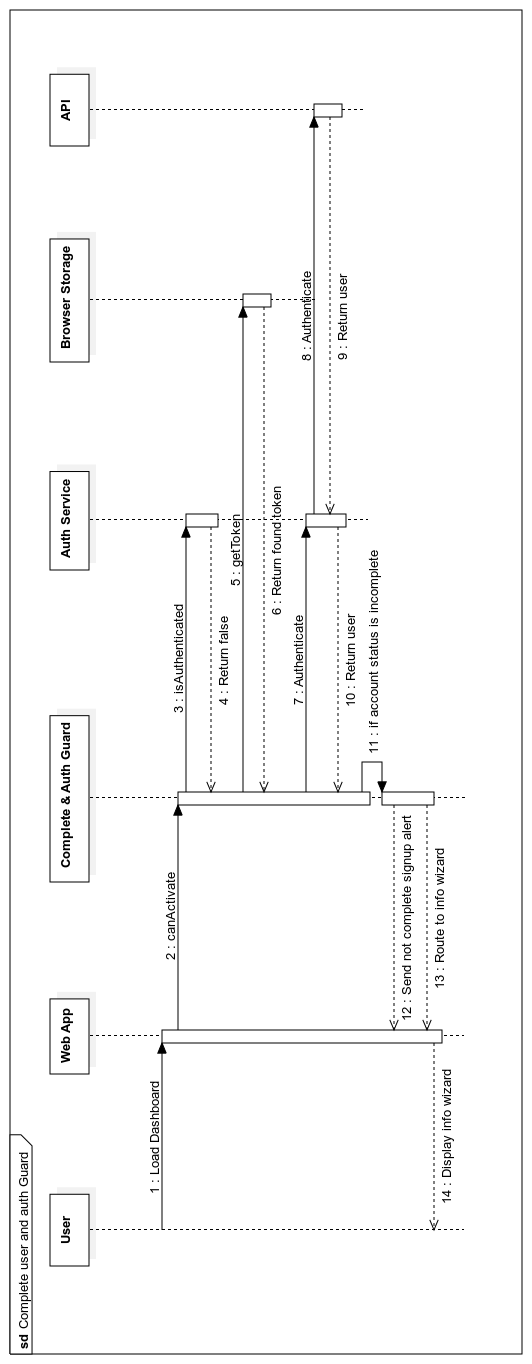 sd Complete user and auth Guard
User
Web App
Complete & Auth Guard
Auth Service
Browser Storage
API
1 : Load Dashboard
2 : canActivate
3 : isAuthenticated
4 : Return false
5 : getToken
6 : Return found token
7 : Authenticate
8 : Authenticate
9 : Return user
10 : Return user
11 : if account status is incomplete
12 : Send not complete signup alert
13 : Route to info wizard
14 : Display info wizard